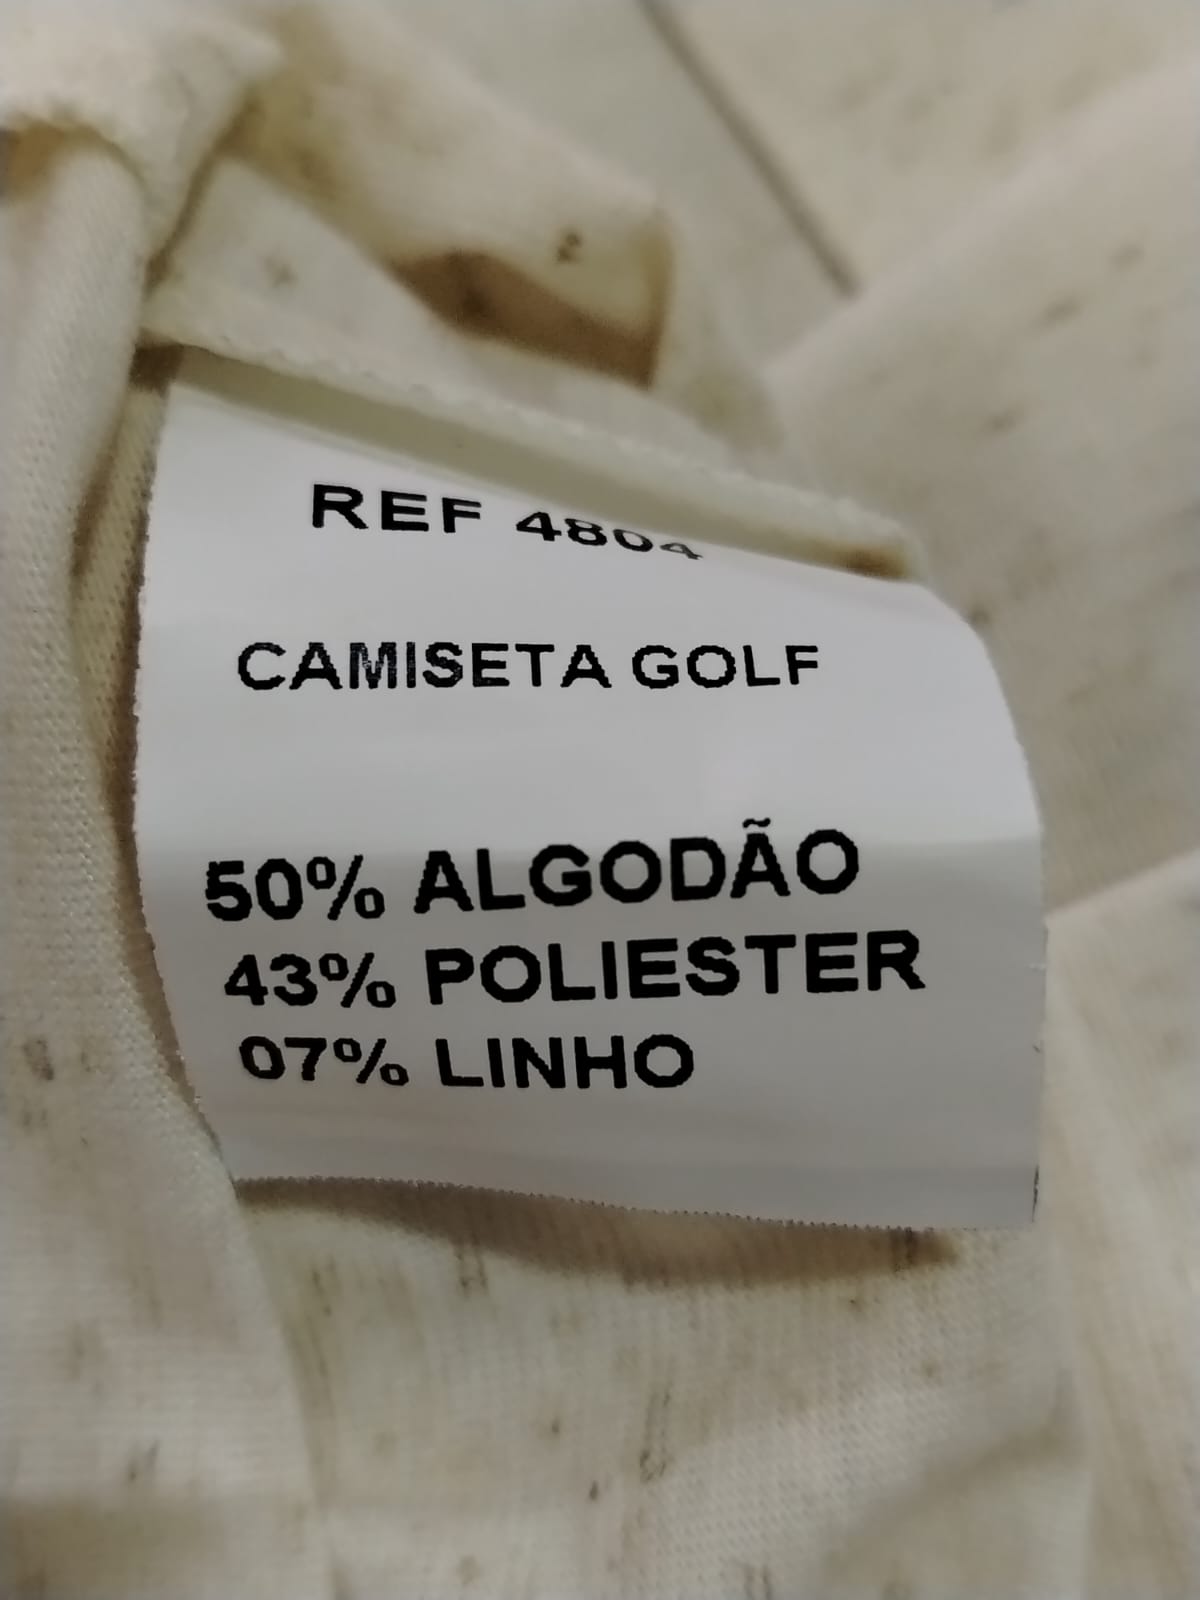 REF 4804
CAMISETA GOLF
50% ALGODÃO
43% POLIESTER
07% LINHO